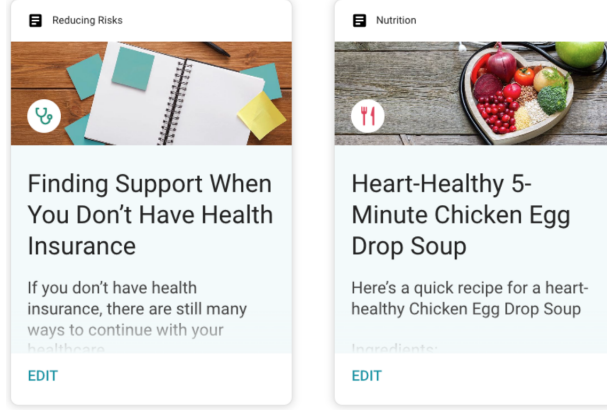 Reducing Risks
Finding Support When
You Don’t Have Health
Insurance
If you don’t have health
insurance, there are still many
ways to continue with your
healthcare
EDIT
Nutrition
Heart-Healthy 5-
Minute Chicken Egg
Drop Soup
Here’s a quick recipe for a heart-
healthy Chicken Egg Drop Soup
Ingredients:
EDIT